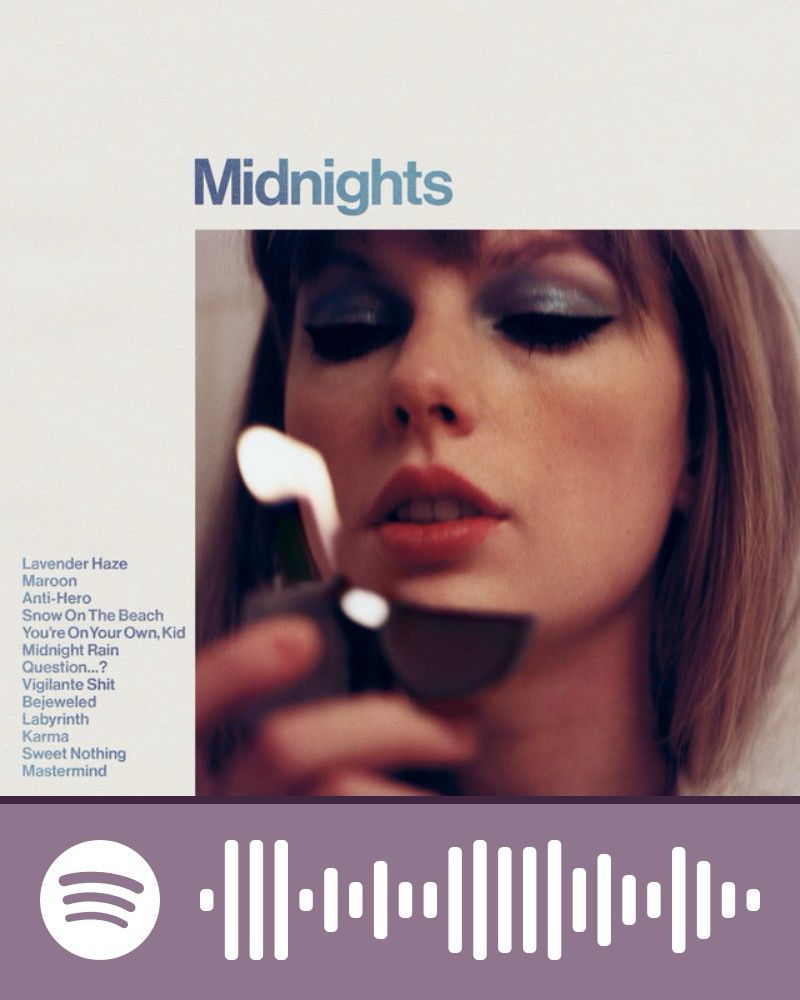 Midnights
Lavender Haze
Maroon
Anti-Hero
Snow On The Beach
You're On Your Own, Kid
Midnight Rain
Question...?
Vigilante Shit
Bejeweled
Labyrinth
Karma
Sweet Nothing
Mastermind